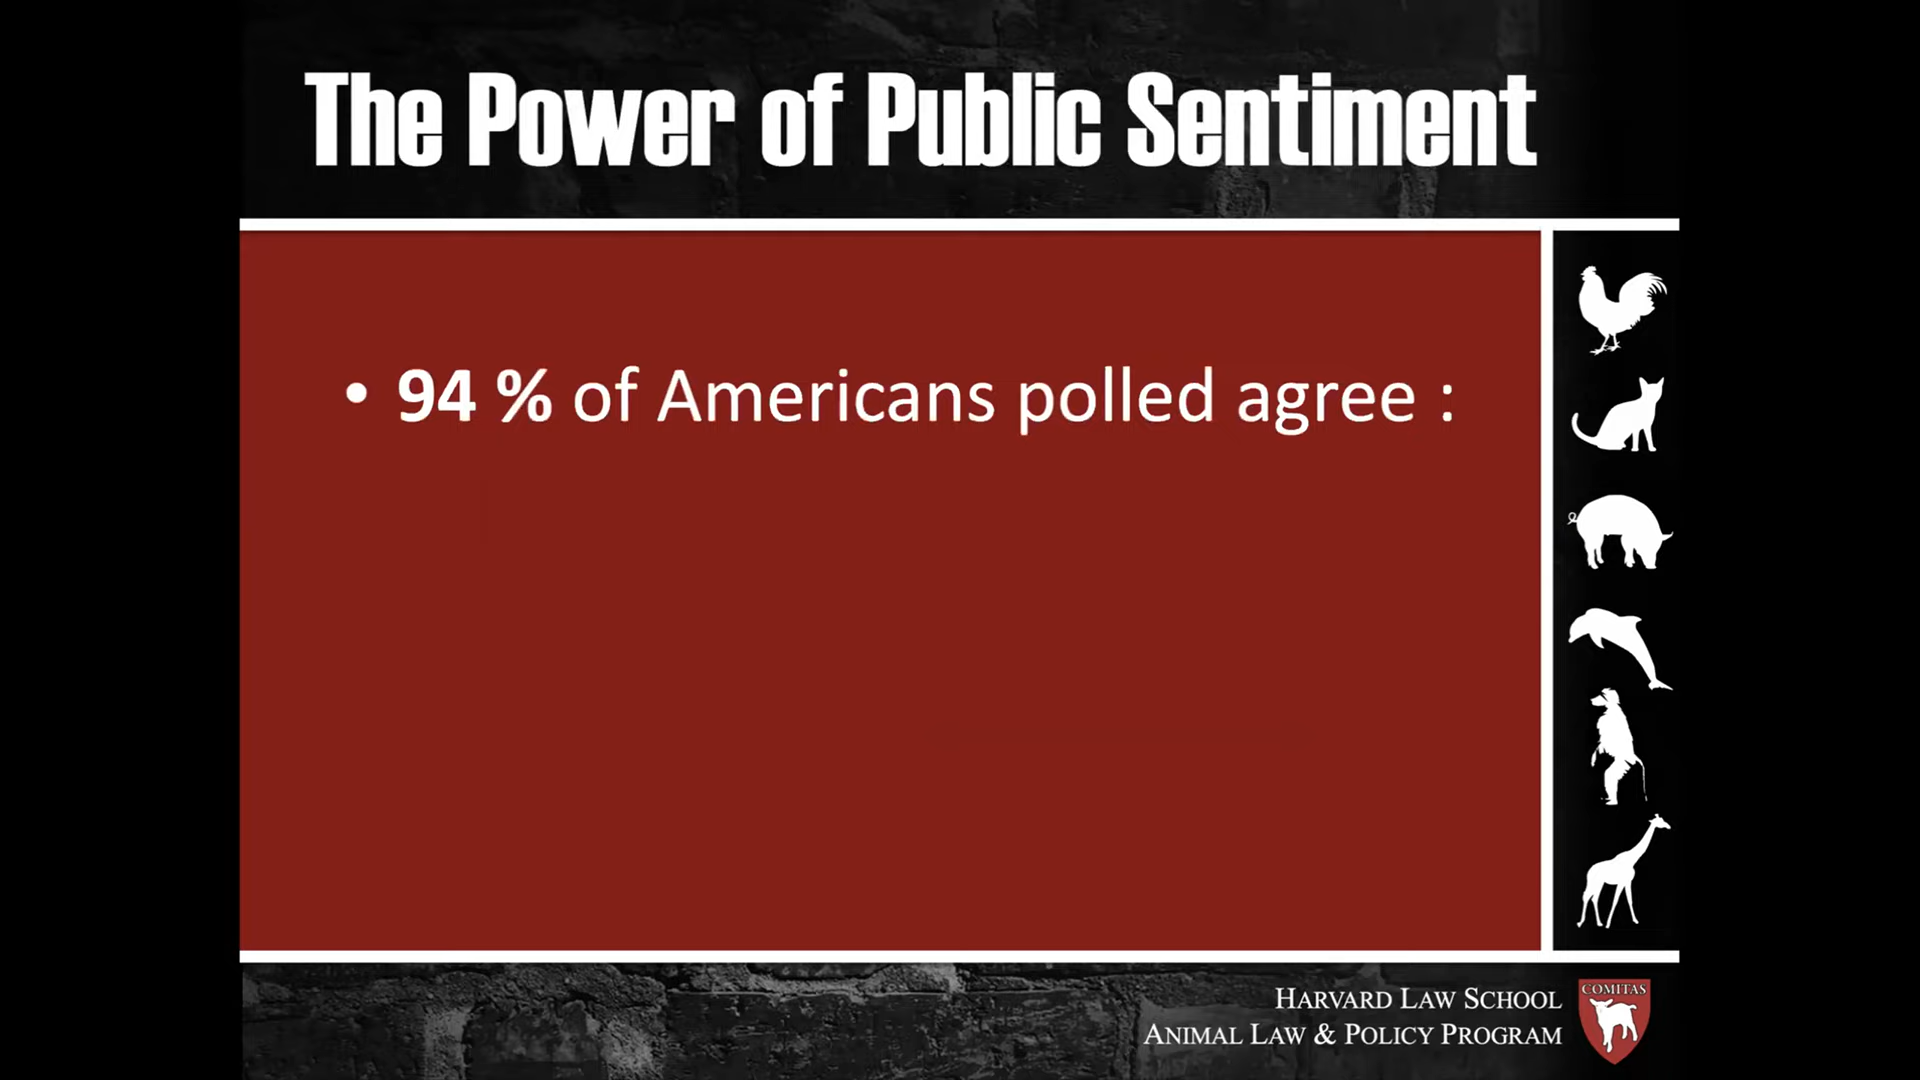 The Power of Public Sentiment
• 94 % of Americans polled agree :
HARVARD LAW SCHOOL
ANIMAL LAW & POLICY PROGRAM
COMITAS